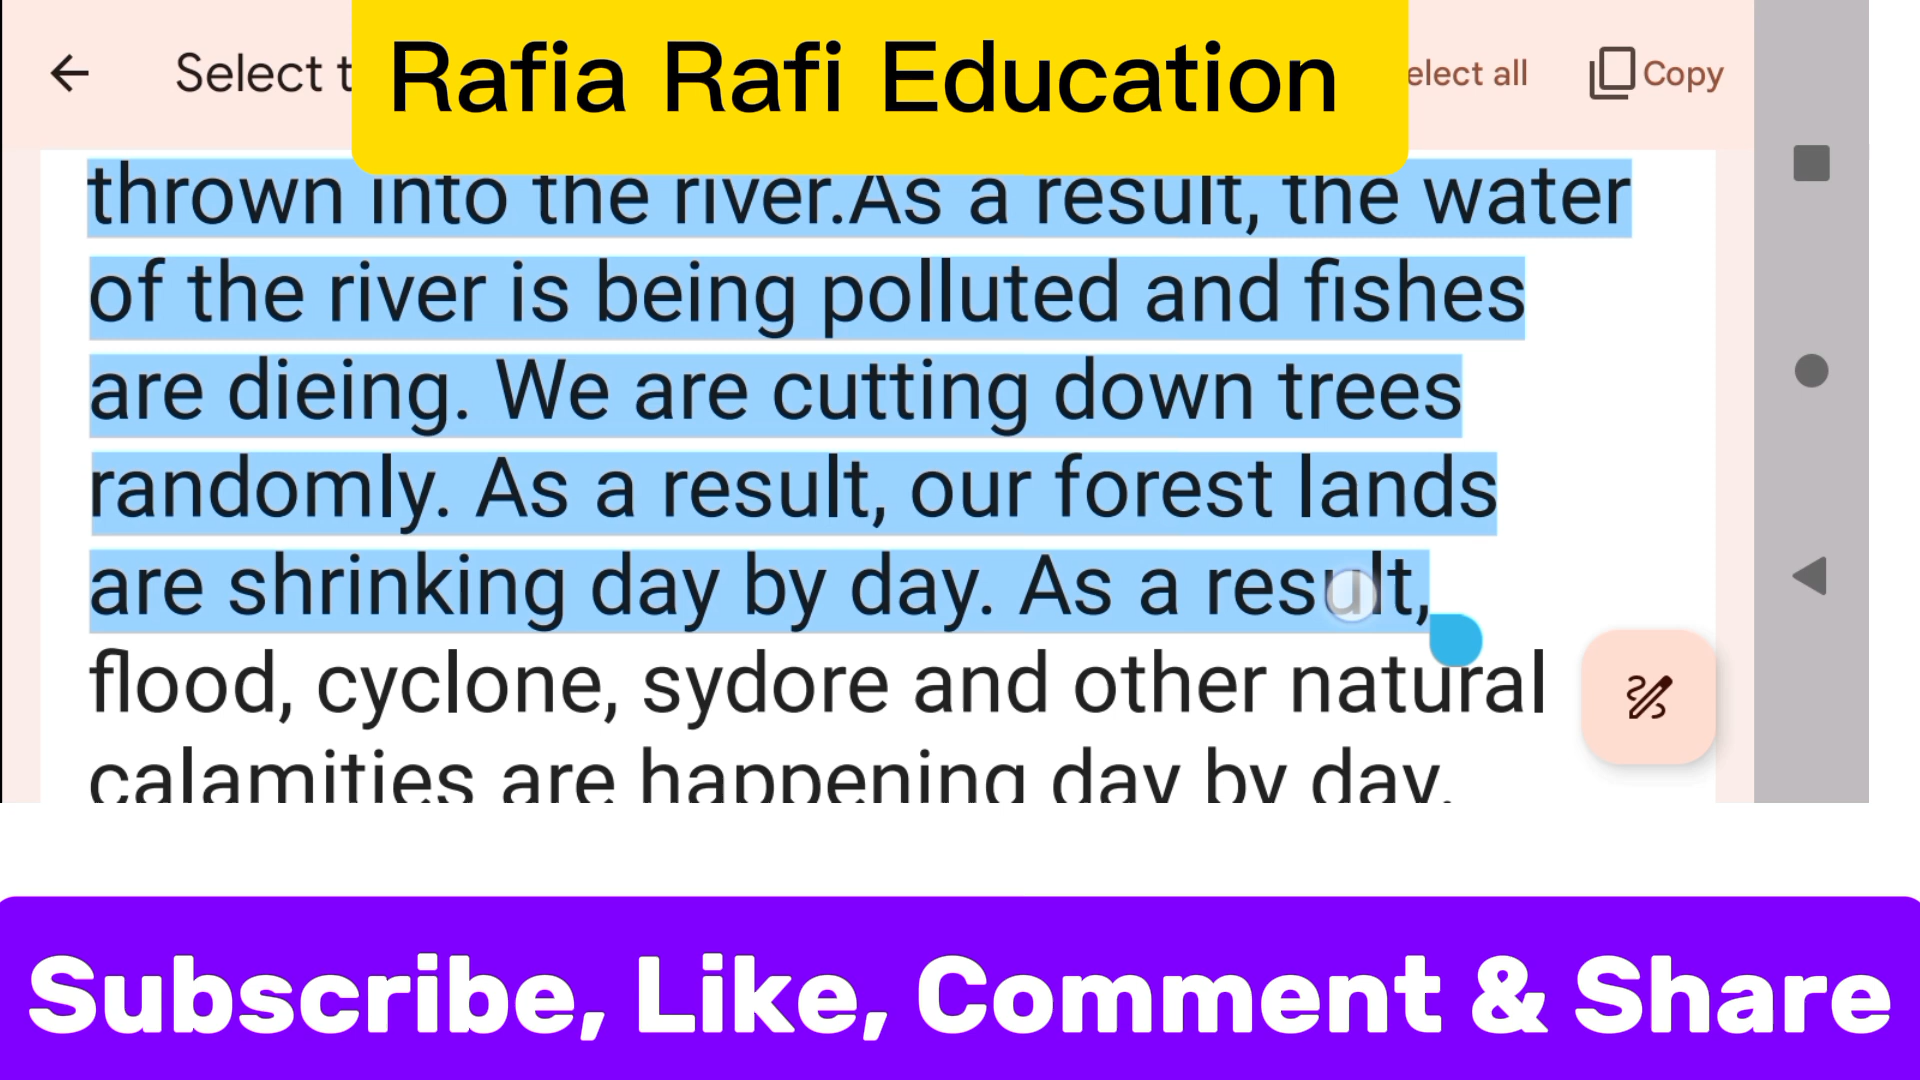 Select t
Rafia Rafi Education
elect all
Copy
thrown into the river.As a result, the water
of the river is being polluted and fishes
are dieing. We are cutting down trees
randomly. As a result, our forest lands
are shrinking day by day. As a result,
flood, cyclone, sydore and other natural
calamities are happening day by day.
Subscribe, Like, Comment & Share